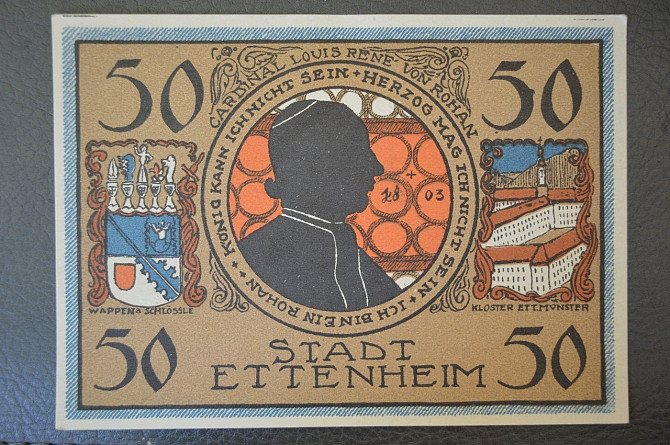 50
CARDINAL LOUIS RENÉ VON ROHAN
50
KÖNIG KANN ICH NICHT SEIN + HERZOG MAG ICH NICHT SEIN + ICH BIN EIN ROHAN +
18 + 03
WAPPEN a SCHLÖSSLE
KLOSTER ETT.MÜNSTER
50
STADT
ETTENHEIM
50